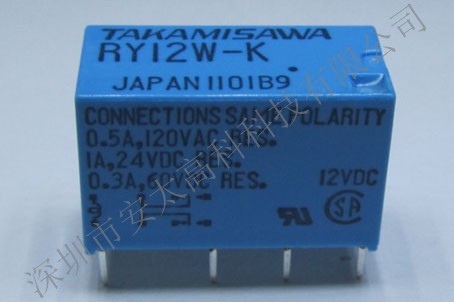 TAKAMISAWA
RY12W-K
JAPAN 1101B9
CONNECTIONS SAME POLARITY
0.5A,120VAC RES.
1A,24VDC RES.
0.3A,60VDC RES.
12VDC
深圳市安太高科科技有限公司